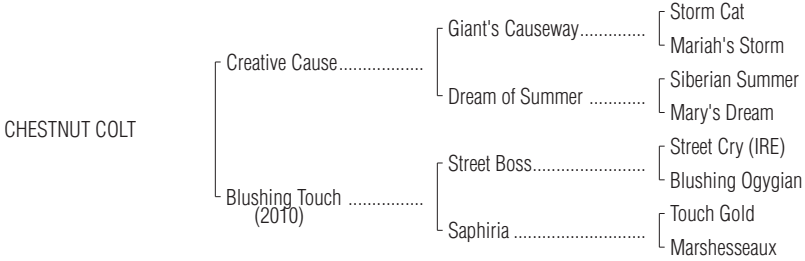 Storm Cat
Giant's Causeway..............
Mariah's Storm
Creative Cause..................
Siberian Summer
Dream of Summer ............
Mary's Dream
CHESTNUT COLT
Street Cry (IRE)
Street Boss........................
Blushing Ogygian
Blushing Touch ................
(2010)
Touch Gold
Saphiria ............................
Marshesseaux